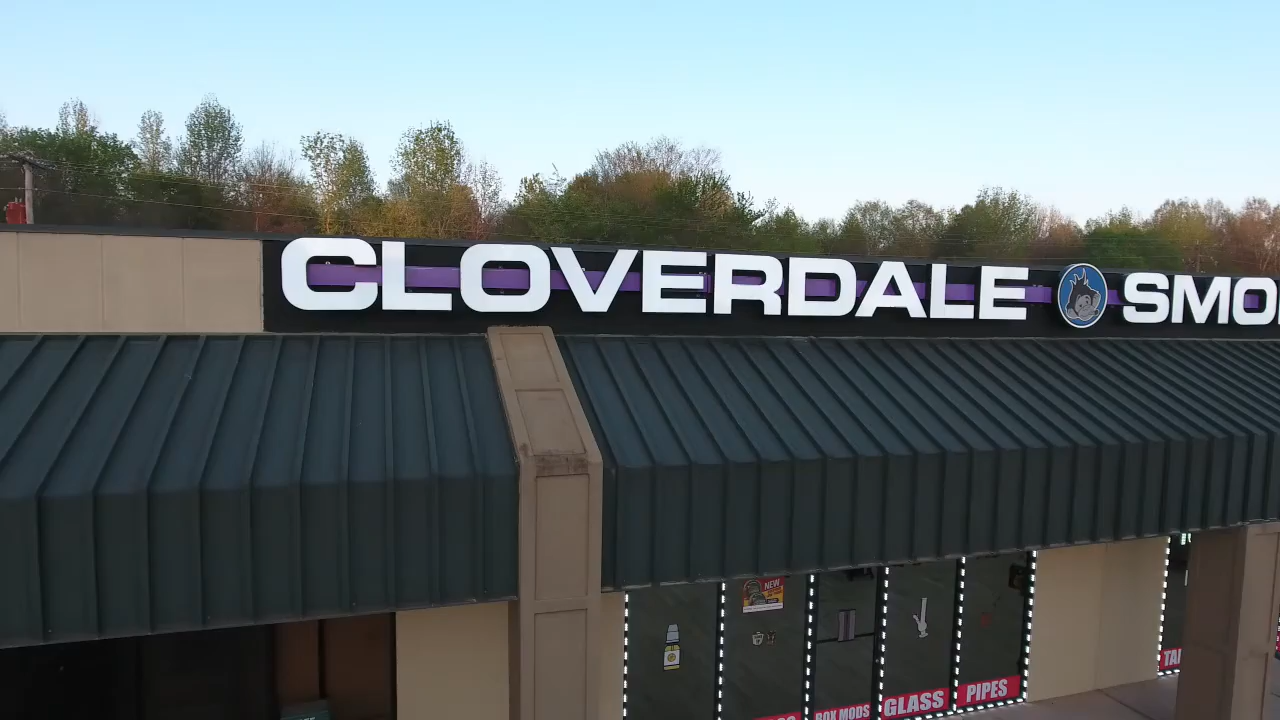 CLOVERDALE SMO
NEW
BOX MODS
GLASS
PIPES
TA